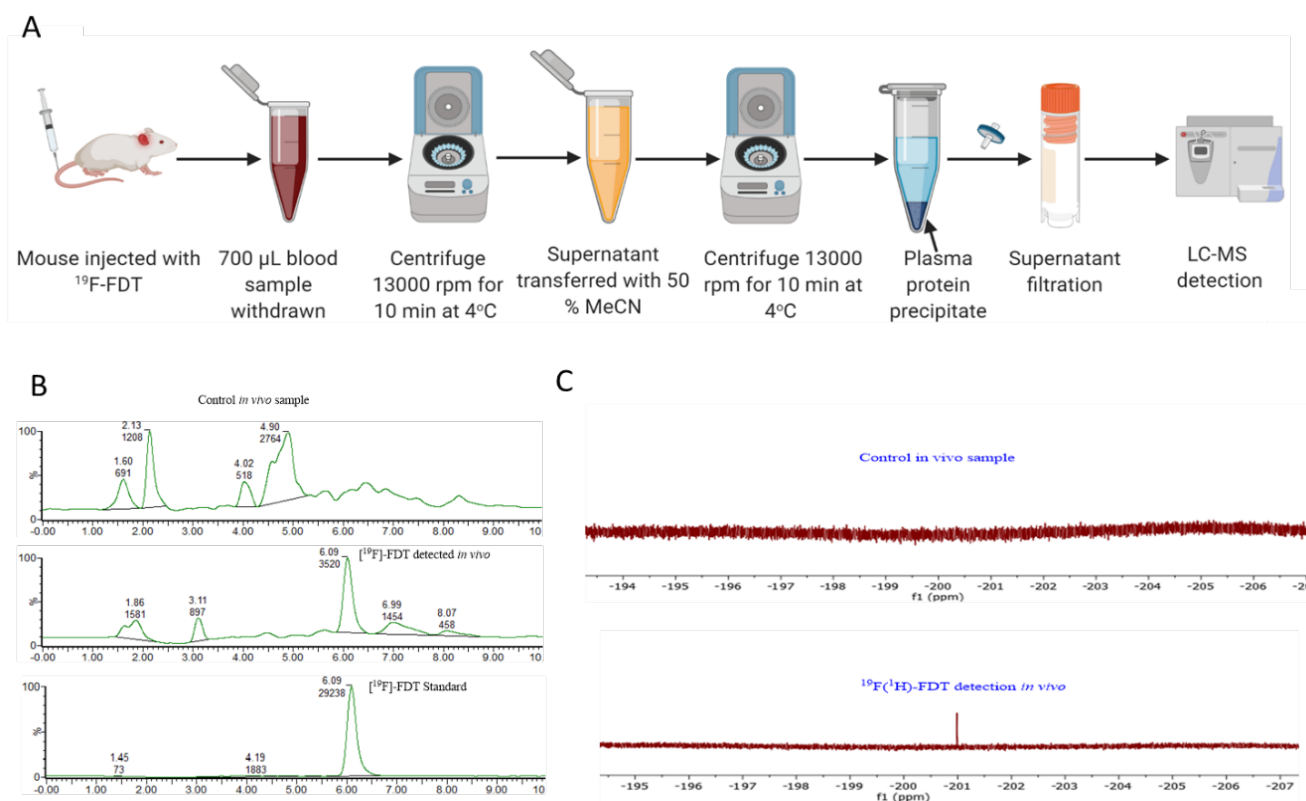 A
Mouse injected with
¹⁹F-FDT
700 µL blood
sample
withdrawn
Centrifuge
13000 rpm for
10 min at 4ºC
Supernatant
transferred with 50
% MeCN
Centrifuge 13000
rpm for 10 min at
4ºC
Plasma
protein
precipitate
Supernatant
filtration
LC-MS
detection
B
Control in vivo sample
100
%
0
1.60
691
2.13
1208
4.02
518
4.90
2764
-0.00 1.00 2.00 3.00 4.00 5.00 6.00 7.00 8.00 9.00 10
[¹⁹F]-FDT detected in vivo
100
%
0
1.86
1581
3.11
897
6.09
3520
6.99
1454
8.07
458
-0.00 1.00 2.00 3.00 4.00 5.00 6.00 7.00 8.00 9.00 10
[¹⁹F]-FDT Standard
100
%
0
1.45
73
4.19
1883
6.09
29238
-0.00 1.00 2.00 3.00 4.00 5.00 6.00 7.00 8.00 9.00 10
C
Control in vivo sample
-194 -195 -196 -197 -198 -199 -200 -201 -202 -203 -204 -205 -206 -20
f1 (ppm)
¹⁹F(¹H)-FDT detection in vivo
-195 -196 -197 -198 -199 -200 -201 -202 -203 -204 -205 -206 -207
f1 (ppm)